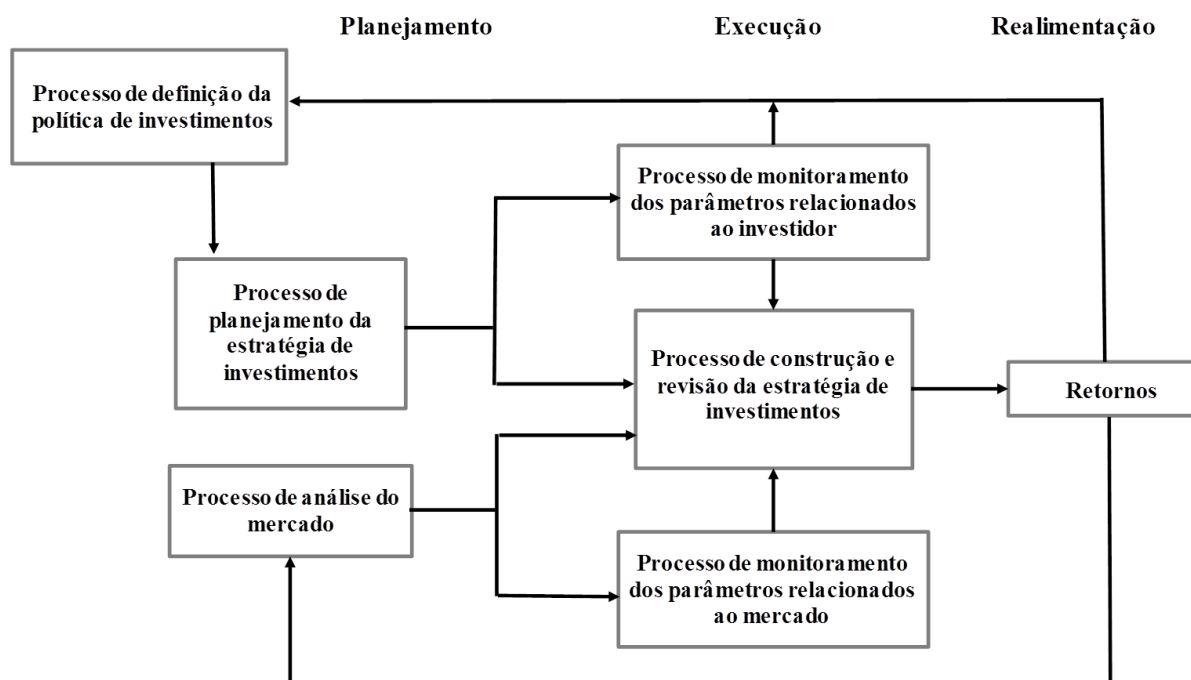 Planejamento Execução Realimentação
Processo de definição da
política de investimentos
Processo de monitoramento
dos parâmetros relacionados
ao investidor
Processo de
planejamento da
estratégia de
investimentos
Processo de construção e
revisão da estratégia de
investimentos
Retornos
Processo de análise do
mercado
Processo de monitoramento
dos parâmetros relacionados
ao mercado